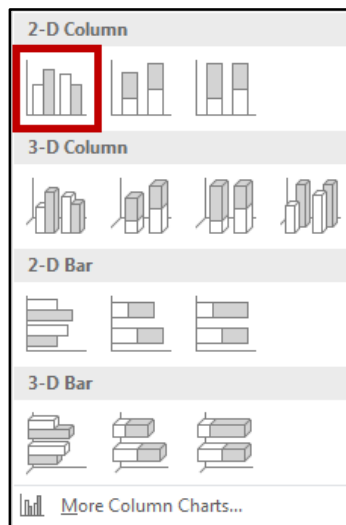 2-D Column
3-D Column
2-D Bar
3-D Bar
More Column Charts...